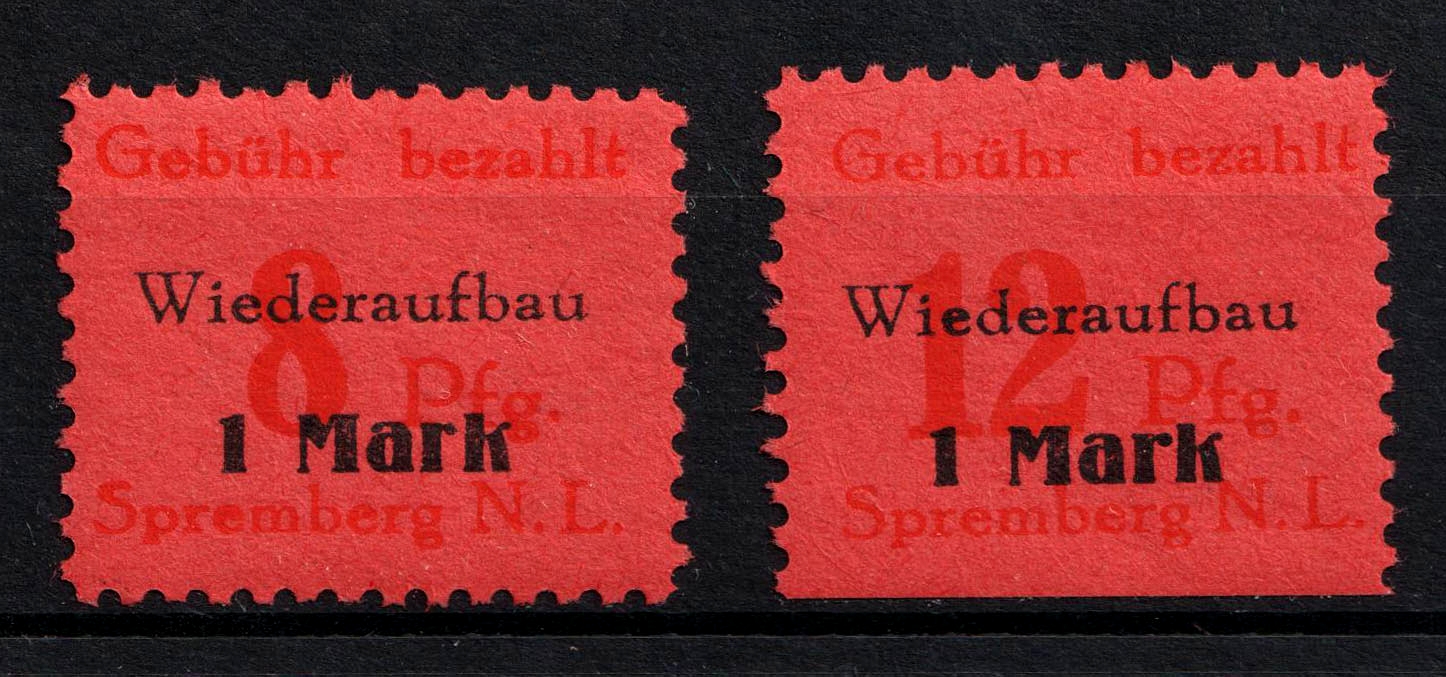 Gebühr bezahlt
8 Pfg.
Spremberg N. L.
Wiederaufbau
1 Mark
Gebühr bezahlt
12 Pfg.
Spremberg N. L.
Wiederaufbau
1 Mark